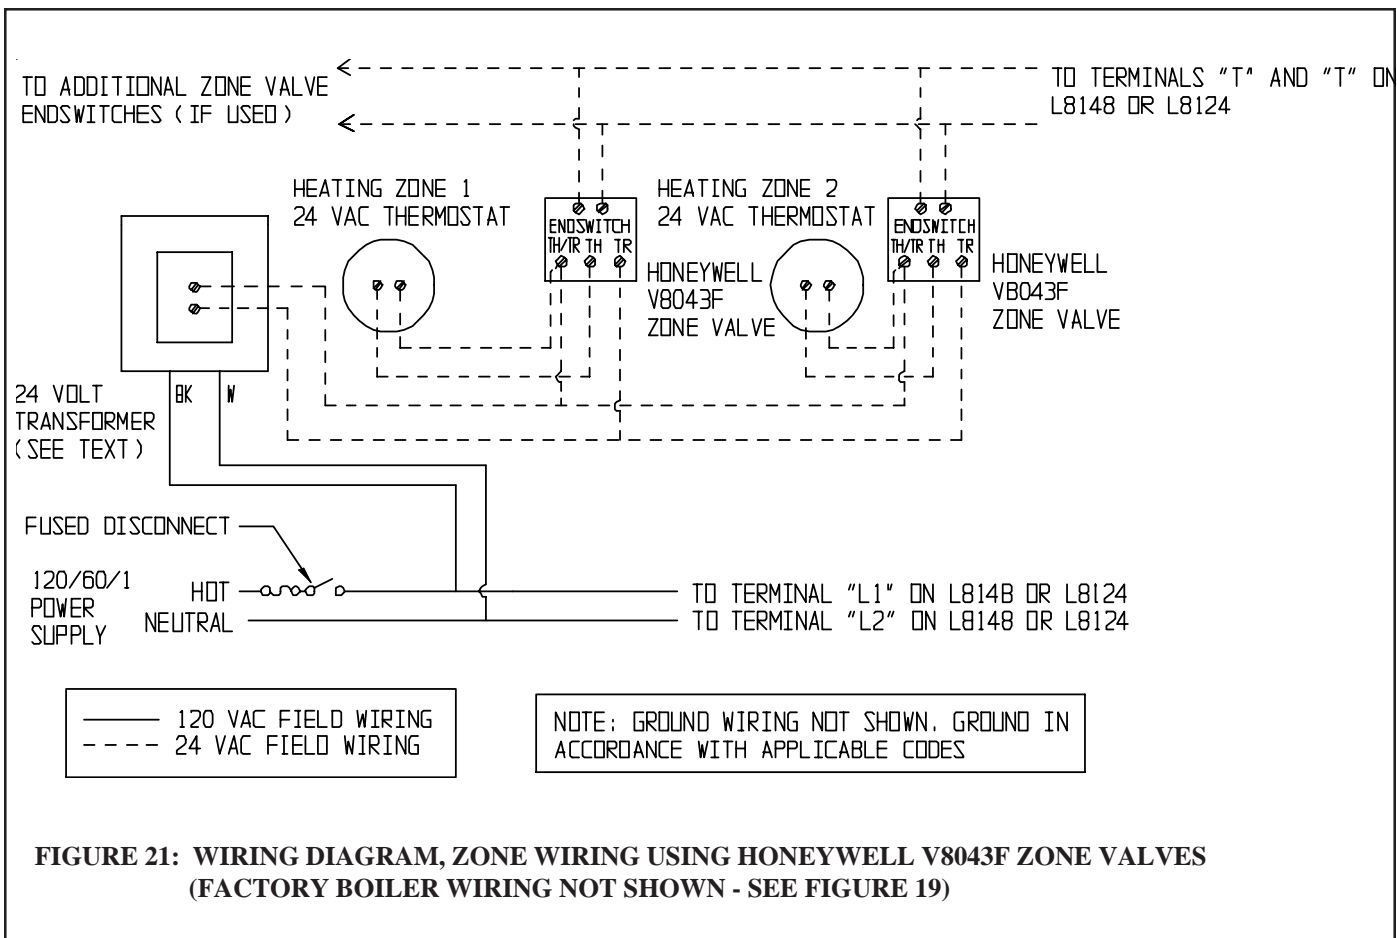 TO ADDITIONAL ZONE VALVE
ENDSWITCHES (IF USED)
TO TERMINALS "T" AND "T" ON
L8148 OR L8124
HEATING ZONE 1
24 VAC THERMOSTAT
ENDSWITCH
TH/TR TH TR
HONEYWELL
V8043F
ZONE VALVE
HEATING ZONE 2
24 VAC THERMOSTAT
ENDSWITCH
TH/TR TH TR
HONEYWELL
VB043F
ZONE VALVE
24 VOLT
TRANSFORMER
(SEE TEXT)
BK
W
FUSED DISCONNECT
120/60/1
POWER
SUPPLY
HOT
NEUTRAL
TO TERMINAL "L1" ON L814B OR L8124
TO TERMINAL "L2" ON L8148 OR L8124
120 VAC FIELD WIRING
24 VAC FIELD WIRING
NOTE: GROUND WIRING NOT SHOWN. GROUND IN
ACCORDANCE WITH APPLICABLE CODES
FIGURE 21: WIRING DIAGRAM, ZONE WIRING USING HONEYWELL V8043F ZONE VALVES
(FACTORY BOILER WIRING NOT SHOWN - SEE FIGURE 19)